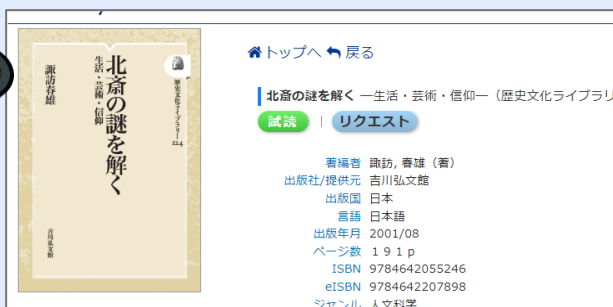 北斎の謎を解く
生活・芸術・信仰
諏訪春雄
歴史文化ライブラリー
124
吉川弘文館
トップへ 戻る
北斎の謎を解く ―生活・芸術・信仰―（歴史文化ライブラリ
試読 | リクエスト
著編者 諏訪, 春雄（著）
出版社/提供元 吉川弘文館
出版国 日本
言語 日本語
出版年月 2001/08
ページ数 １９１ｐ
ISBN 9784642055246
eISBN 9784642207898
ジャンル 人文科学